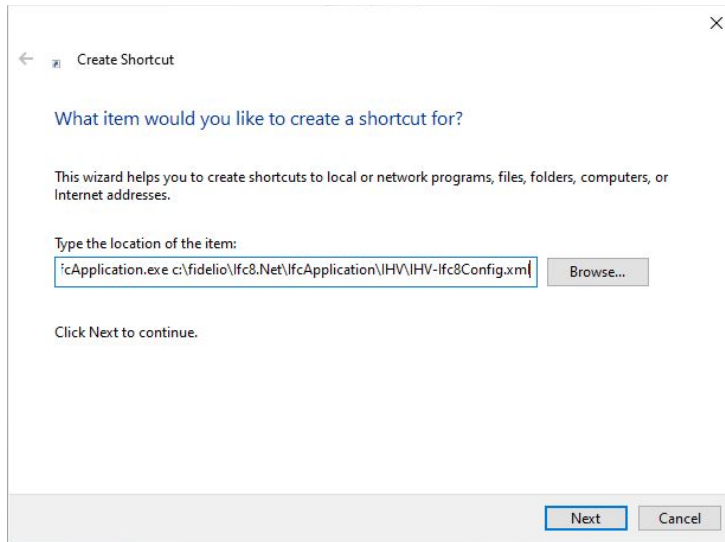 Create Shortcut
What item would you like to create a shortcut for?
This wizard helps you to create shortcuts to local or network programs, files, folders, computers, or
Internet addresses.
Type the location of the item:
fcApplication.exe c:\fidelio\Ifc8.Net\IfcApplication\IHV\IHV-Ifc8Config.xml
Browse...
Click Next to continue.
Next
Cancel